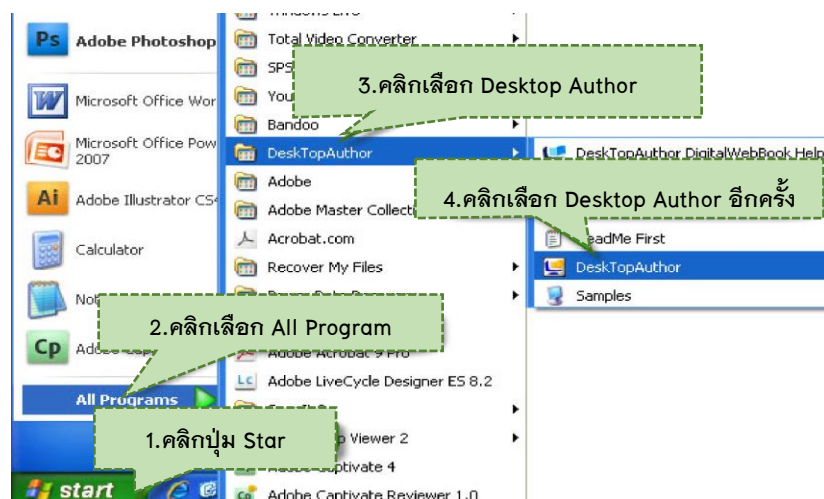 Adobe Photoshop
Microsoft Office Wor
Microsoft Office Pow
2007
Adobe Illustrator CS4
Calculator
All Programs
start
Total Video Converter
SPS
You
Bandoo
DeskTopAuthor
Adobe
Adobe Master Collect
Acrobat.com
Recover My Files
Adobe Acrobat 9 Pro
Adobe LiveCycle Designer ES 8.2
Viewer 2
Adobe Captivate Reviewer 1.0
DeskTopAuthor DigitalWebBook Help
ReadMe First
DeskTopAuthor
Samples
3.คลิกเลือก Desktop Author
4.คลิกเลือก Desktop Author อีกครั้ง
2.คลิกเลือก All Program
1.คลิกปุ่ม Star